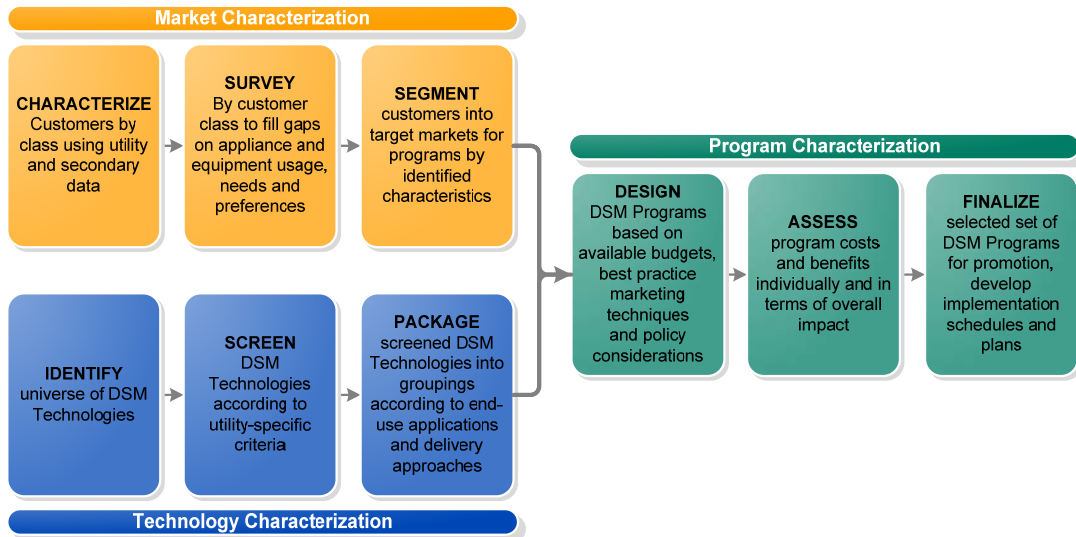 Market Characterization
CHARACTERIZE
Customers by
class using utility
and secondary
data
SURVEY
By customer
class to fill gaps
on appliance and
equipment usage,
needs and
preferences
SEGMENT
customers into
target markets for
programs by
identified
characteristics
IDENTIFY
universe of DSM
Technologies
SCREEN
DSM
Technologies
according to
utility-specific
criteria
PACKAGE
screened DSM
Technologies into
groupings
according to end-
use applications
and delivery
approaches
Technology Characterization
Program Characterization
DESIGN
DSM Programs
based on
available budgets,
best practice
marketing
techniques
and policy
considerations
ASSESS
program costs
and benefits
individually and in
terms of overall
impact
FINALIZE
selected set of
DSM Programs
for promotion,
develop
implementation
schedules and
plans